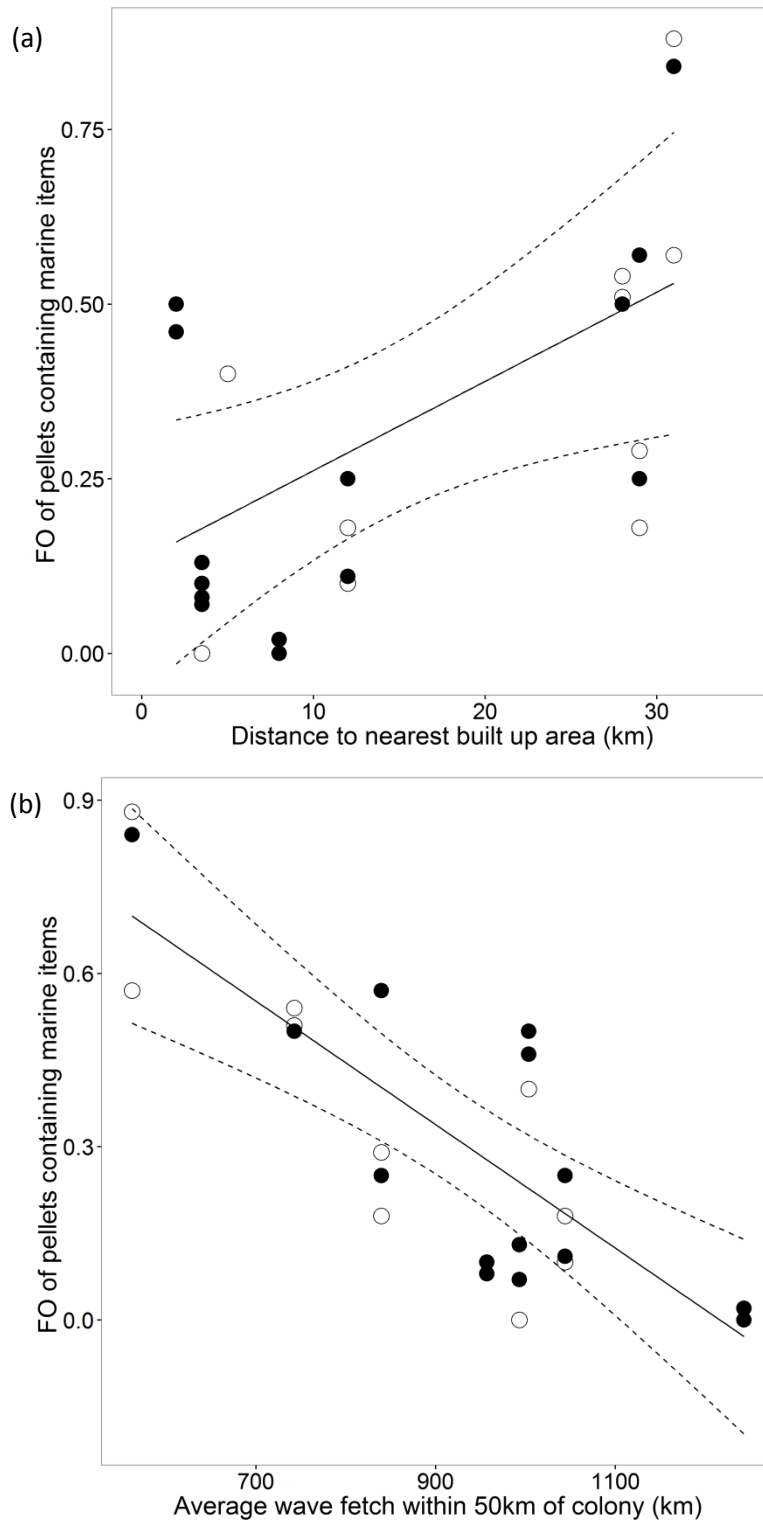 (a)
FO of pellets containing marine items
0.75
0.50
0.25
0.00
0 10 20 30
Distance to nearest built up area (km)
(b)
FO of pellets containing marine items
0.9
0.6
0.3
0.0
700 900 1100
Average wave fetch within 50km of colony (km)